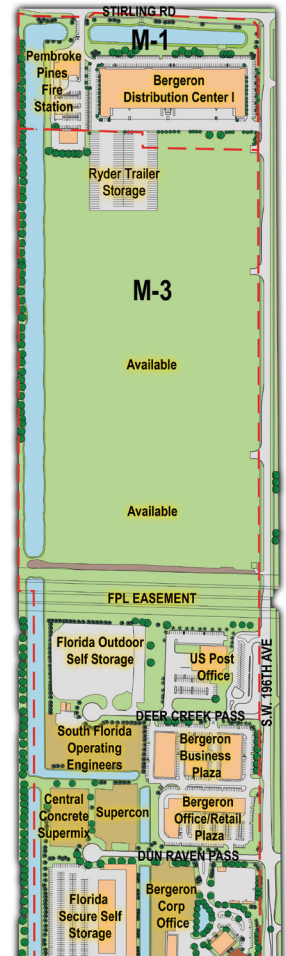 STIRLING RD
M-1
Pembroke
Pines
Fire
Station
Bergeron
Distribution Center I
Ryder Trailer
Storage
M-3
Available
Available
FPL EASEMENT
Florida Outdoor
Self Storage
US Post
Office
S.W. 196TH AVE
DEER CREEK PASS
South Florida
Operating
Engineers
Bergeron
Business
Plaza
Central
Concrete
Supermix
Supercon
Bergeron
Office/Retail
Plaza
DUN RAVEN PASS
Florida
Secure Self
Storage
Bergeron
Corp
Office